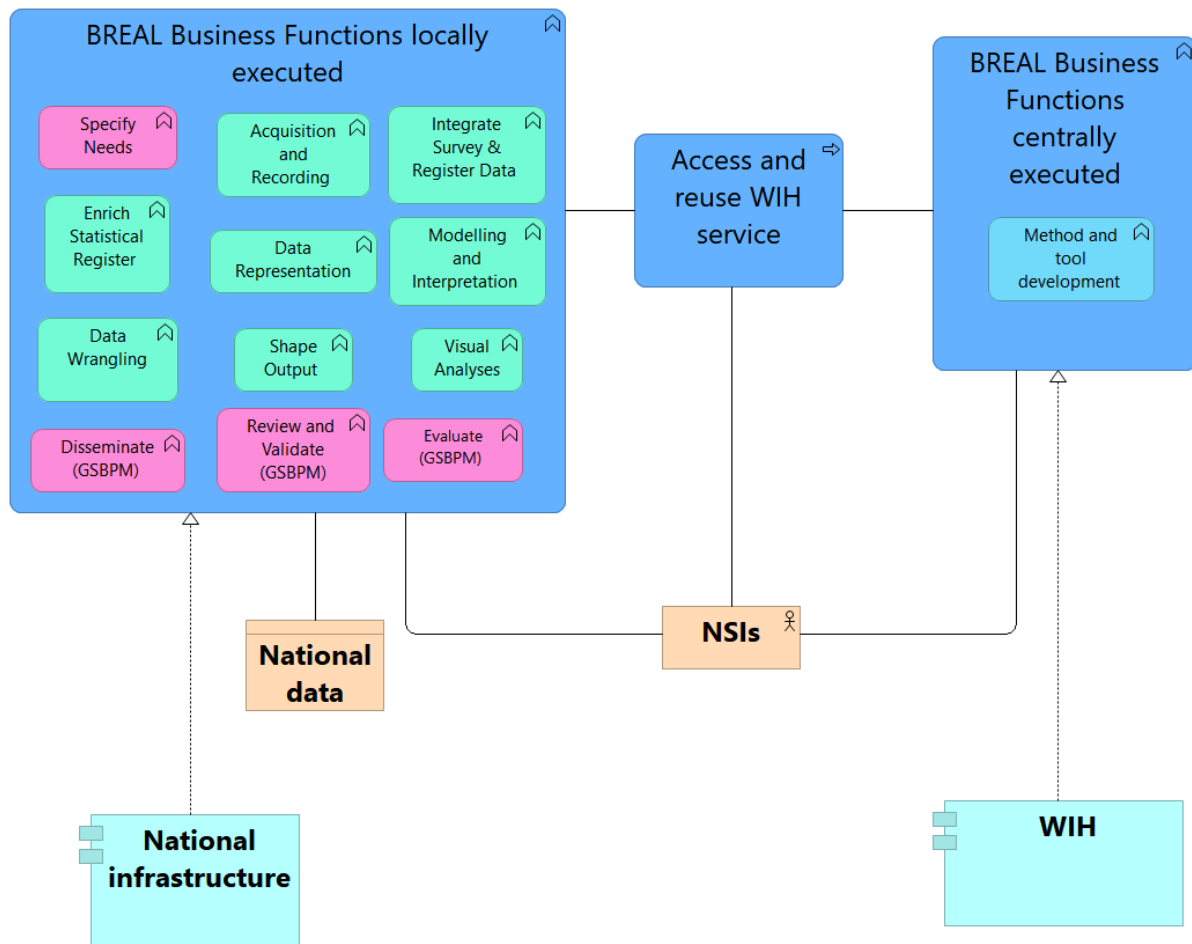 BREAL Business Functions locally
executed
Specify
Needs
Acquisition
and
Recording
Integrate
Survey &
Register Data
Enrich
Statistical
Register
Data
Representation
Modelling
and
Interpretation
Data
Wrangling
Shape
Output
Visual
Analyses
Disseminate
(GSBPM)
Review and
Validate
(GSBPM)
Evaluate
(GSBPM)
Access and
reuse WIH
service
BREAL Business
Functions
centrally
executed
Method and
tool
development
National
data
NSIs
National
infrastructure
WIH